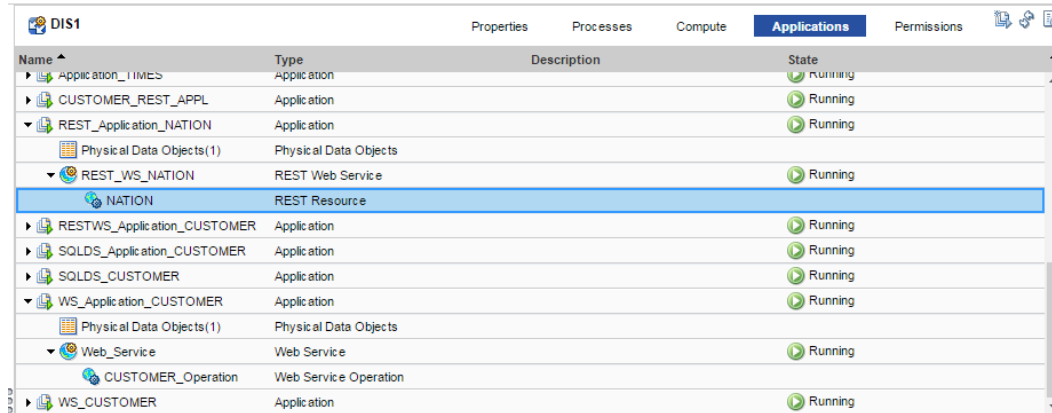 DIS1 Properties Processes Compute Applications Permissions
Name Type Description State
Application_TIMES Application Running
CUSTOMER_REST_APPL Application Running
REST_Application_NATION Application Running
Physical Data Objects(1) Physical Data Objects
REST_WS_NATION REST Web Service Running
NATION REST Resource
RESTWS_Application_CUSTOMER Application Running
SQLDS_Application_CUSTOMER Application Running
SQLDS_CUSTOMER Application Running
WS_Application_CUSTOMER Application Running
Physical Data Objects(1) Physical Data Objects
Web_Service Web Service Running
CUSTOMER_Operation Web Service Operation
WS_CUSTOMER Application Running